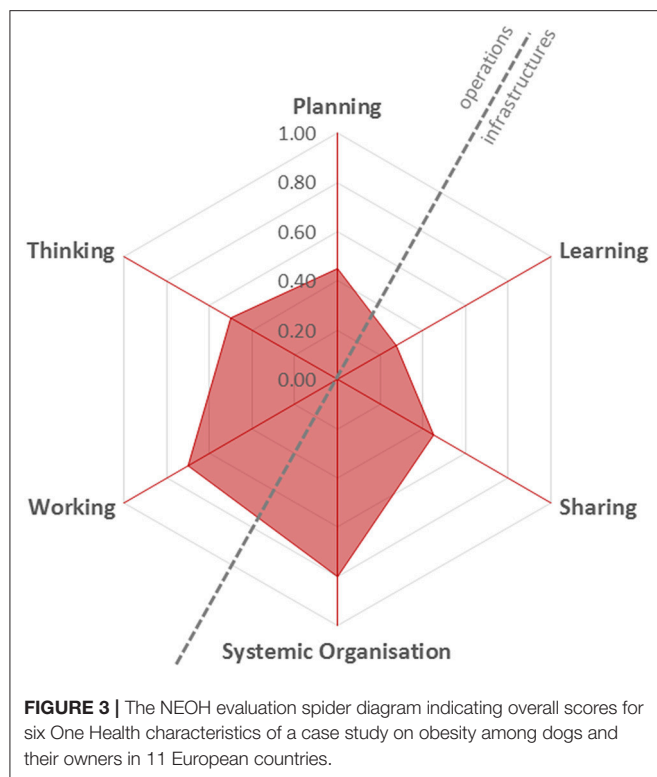 operations
infrastructures
Planning
1.00
0.80
Thinking
Learning
0.60
0.40
0.20
0.00
Working
Sharing
Systemic Organisation
FIGURE 3 | The NEOH evaluation spider diagram indicating overall scores for
six One Health characteristics of a case study on obesity among dogs and
their owners in 11 European countries.